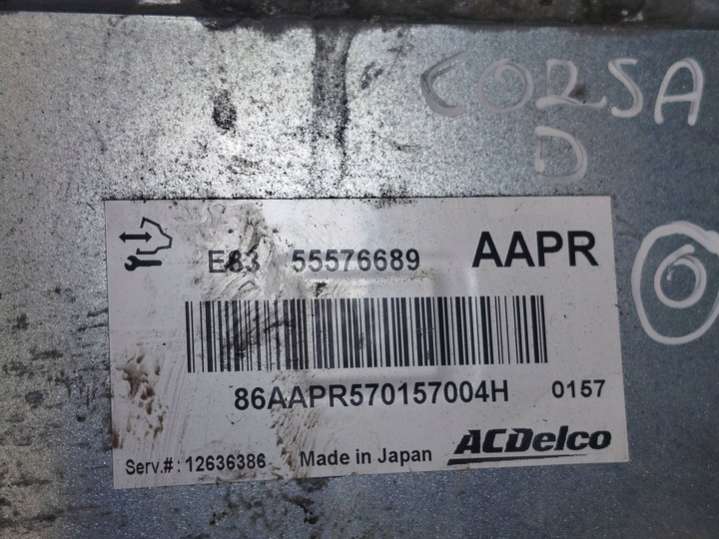 CORSA
D
E83 55576689 AAPR
86AAPR570157004H 0157
Serv.#: 12636386 Made in Japan ACDelco